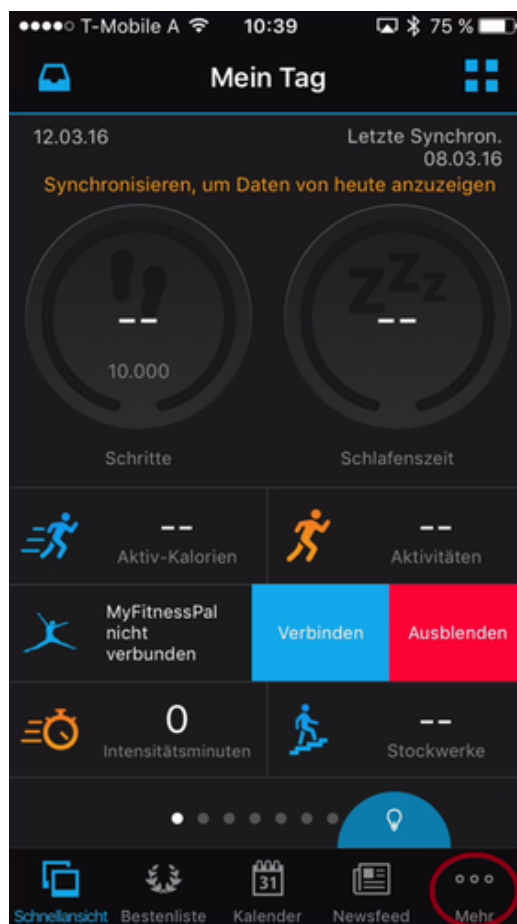 T-Mobile A 10:39 75 %
Mein Tag
12.03.16
Letzte Synchron.
08.03.16
Synchronisieren, um Daten von heute anzuzeigen
zzz
--
--
10.000
Schritte
Schlafenszeit
--
Aktiv-Kalorien
--
Aktivitäten
MyFitnessPal
nicht
verbunden
Verbinden
Ausblenden
0
Intensitätsminuten
--
Stockwerke
31
Schnellansicht Bestenliste Kalender Newsfeed Mehr